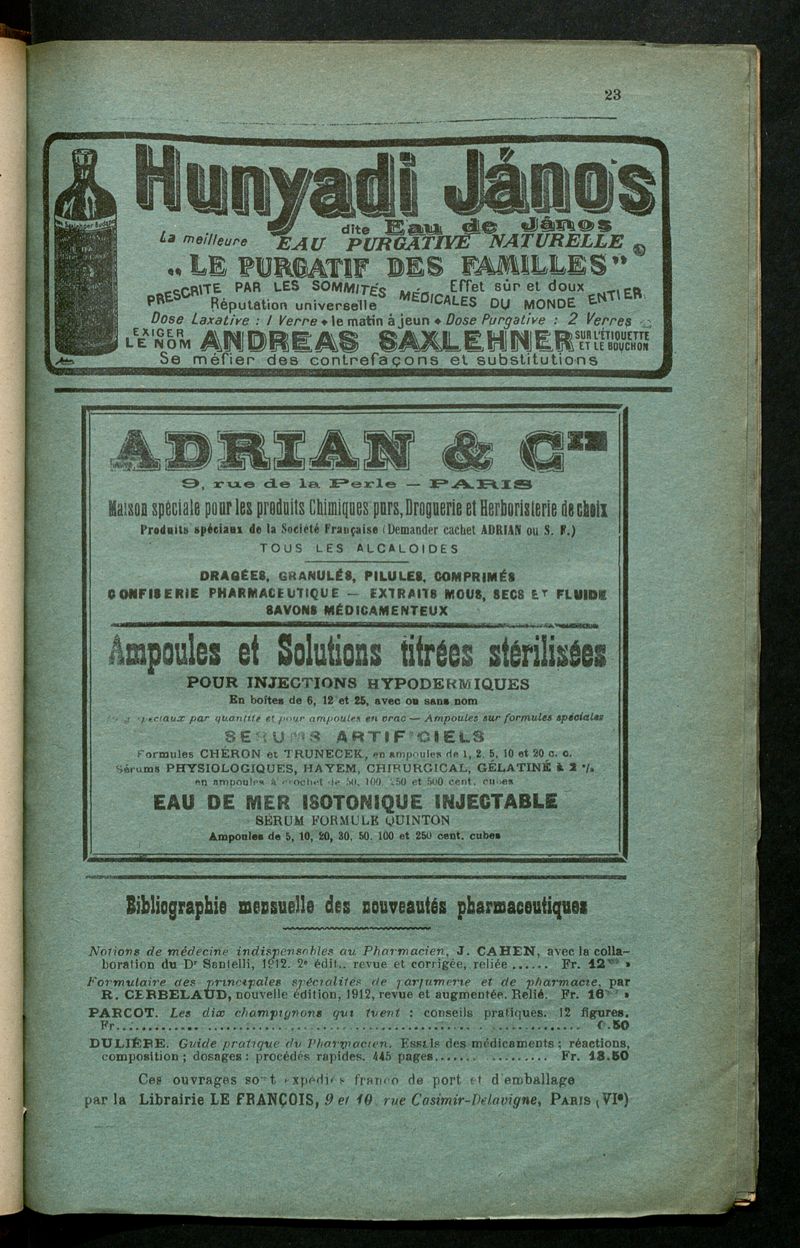 23
Hunyadi János
dite Eau de János
La meilleure EAU PURGATIVE NATURELLE
„ LE PURGATIF DES FAMILLES”
PRESCRITE PAR LES SOMMITÉS MÉDICALES DU MONDE ENTIER
Réputation universelle Effet sûr et doux
Dose Laxative : 1 Verre le matin à jeun Dose Purgative : 2 Verres
EXIGER LE NOM ANDREAS SAXLEHNER SUR L'ÉTIQUETTE ET LE BOUCHON
Se méfier des contrefaçons et substitutions
ADRIAN & Cie
9, rue de la Perle — PARIS
Maison spéciale pour les produits Chimiques purs, Droguerie et Herboristerie de choix
Produits spéciaux de la Société Française (Demander cachet ADRIAN ou S. F.)
TOUS LES ALCALOIDES
DRAGÉES, GRANULÉS, PILULES, COMPRIMÉS
CONFISERIE PHARMACEUTIQUE — EXTRAITS MOUS, SECS ET FLUIDE
SAVONS MÉDICAMENTEUX
Ampoules et Solutions titrées stérilisées
POUR INJECTIONS HYPODERMIQUES
En boîtes de 6, 12 et 25, avec ou sans nom
spéciaux par quantité et pour ampoules en vrac — Ampoules sur formules spéciales
SERUMS ARTIFICIELS
Formules CHÉRON et TRUNECEK, en ampoules de 1, 2, 5, 10 et 20 c. c.
Sérums PHYSIOLOGIQUES, HAYEM, CHIRURGICAL, GÉLATINÉ à 2 %
en ampoules à crochet de 50, 100, 250 et 500 cent. cubes
EAU DE MER ISOTONIQUE INJECTABLE
SÉRUM FORMULE QUINTON
Ampoules de 5, 10, 20, 30, 50, 100 et 250 cent. cubes
Bibliographie mensuelle des nouveautés pharmaceutiques
Notions de médecine indispensables au Pharmacien, J. CAHEN, avec la colla-
boration du Dr Santelli, 1912. 2e édit., revue et corrigée, reliée ...... Fr. 12 »
Formulaire des principales spécialités de parfumerie et de pharmacie, par
R. CERBELAUD, nouvelle édition, 1912, revue et augmentée. Relié. Fr. 16 »
PARCOT. Les dix champignons qui tuent : conseils pratiques. 12 figures.
Fr. .......... 0.50
DULIÈRE. Guide pratique du Pharmacien. Essais des médicaments ; réactions,
composition ; dosages : procédés rapides. 445 pages....... ......... Fr. 13.50
Ces ouvrages sont expédiés franco de port et d'emballage
par la Librairie LE FRANÇOIS, 9 et 10, rue Casimir-Delavigne, PARIS (VIe)